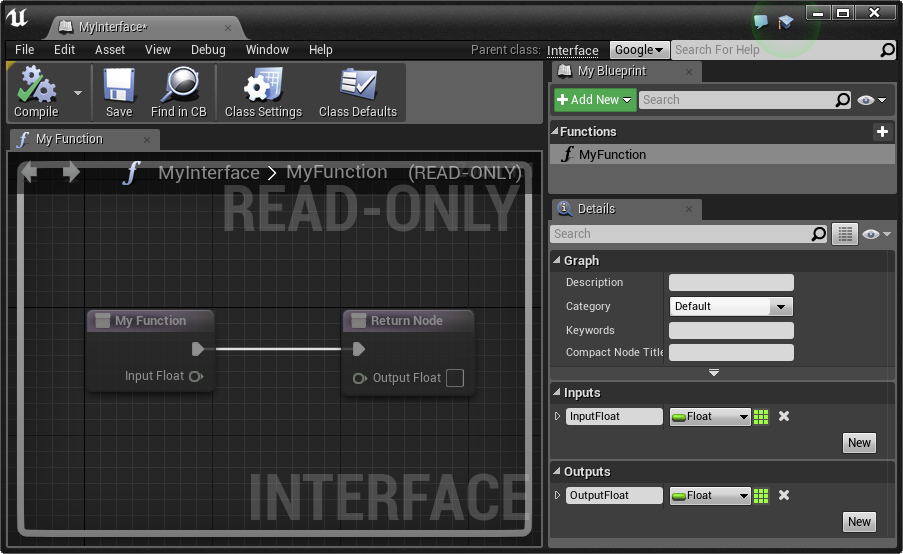 MyInterface*
File Edit Asset View Debug Window Help
Parent class: Interface Google Search For Help
Compile
Save
Find in CB
Class Settings
Class Defaults
My Function
MyInterface > MyFunction (READ-ONLY)
READ-ONLY
My Function
Input Float
Return Node
Output Float
INTERFACE
My Blueprint
Add New
Search
Functions
MyFunction
Details
Search
Graph
Description
Category Default
Keywords
Compact Node Title
Inputs
InputFloat Float
New
Outputs
OutputFloat Float
New